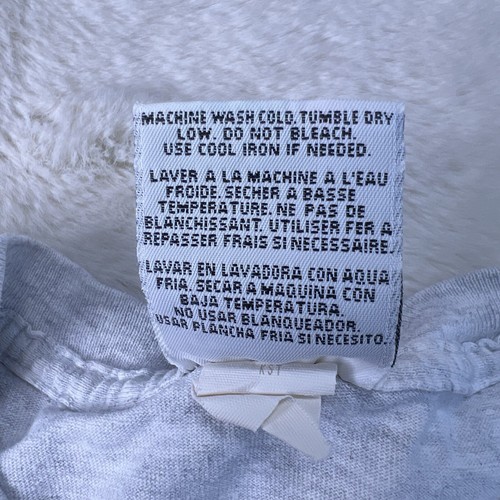 MACHINE WASH COLD. TUMBLE DRY
LOW. DO NOT BLEACH.
USE COOL IRON IF NEEDED.
LAVER A LA MACHINE A L'EAU
FROIDE. SECHER A BASSE
TEMPERATURE. NE PAS DE
BLANCHISSANT. UTILISER FER A
REPASSER FRAIS SI NECESSAIRE.
LAVAR EN LAVADORA CON AQUA
FRIA. SECAR A MAQUINA CON
BAJA TEMPERATURA.
NO USAR BLANQUEADOR.
USAR PLANCHA FRIA SI NECESITO.
KST